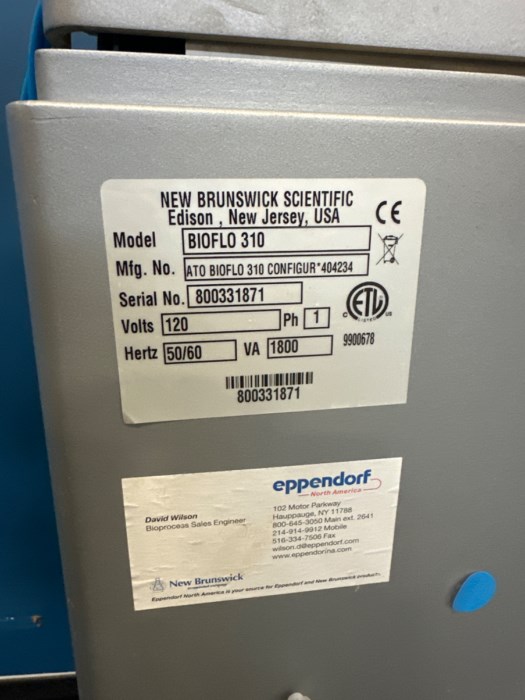 NEW BRUNSWICK SCIENTIFIC
Edison , New Jersey, USA
CE
Model BIOFLO 310
Mfg. No. ATO BIOFLO 310 CONFIGUR*404234
Serial No. 800331871
Volts 120 Ph 1
Hertz 50/60 VA 1800
ETL
C US
9900678
800331871
eppendorf
North America
David Wilson
Bioprocess Sales Engineer
102 Motor Parkway
Hauppauge, NY 11788
800-645-3050 Main ext. 2641
214-914-9912 Mobile
516-334-7506 Fax
wilson.d@eppendorf.com
www.eppendorfna.com
New Brunswick
Eppendorf North America is your source for Eppendorf and New Brunswick products.